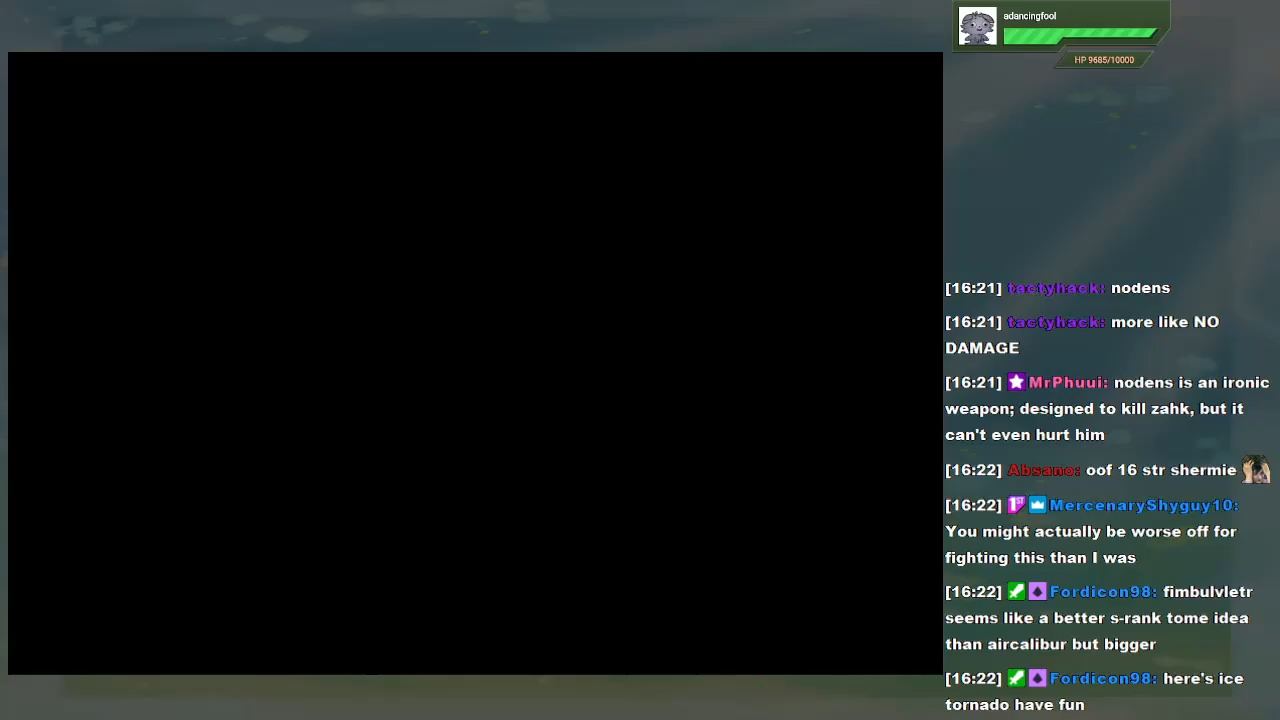 adancingfool
HP 9685/10000
[16:21] tactyhack: nodens
[16:21] tactyhack: more like NO
DAMAGE
[16:21] MrPhuui: nodens is an ironic
weapon; designed to kill zahk, but it
can't even hurt him
[16:22] Absano: oof 16 str shermie
[16:22] 1ST MercenaryShyguy10:
You might actually be worse off for
fighting this than I was
[16:22] Fordicon98: fimbulvletr
seems like a better s-rank tome idea
than aircalibur but bigger
[16:22] Fordicon98: here's ice
tornado have fun